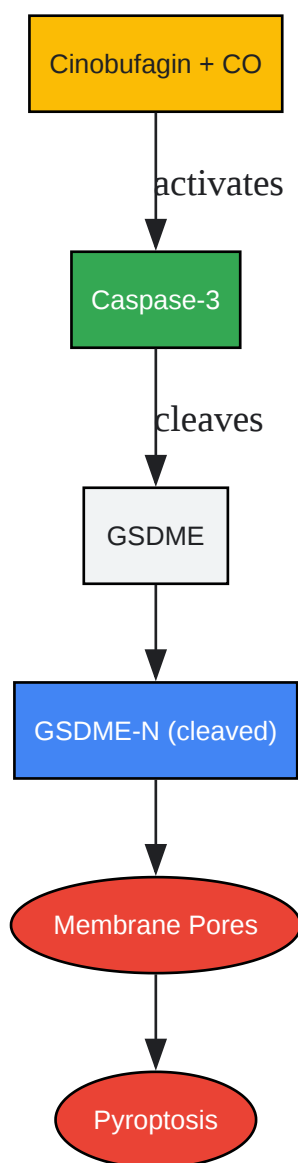 Cinobufagin + CO
activates
Caspase-3
cleaves
GSDME
GSDME-N (cleaved)
Membrane Pores
Pyroptosis